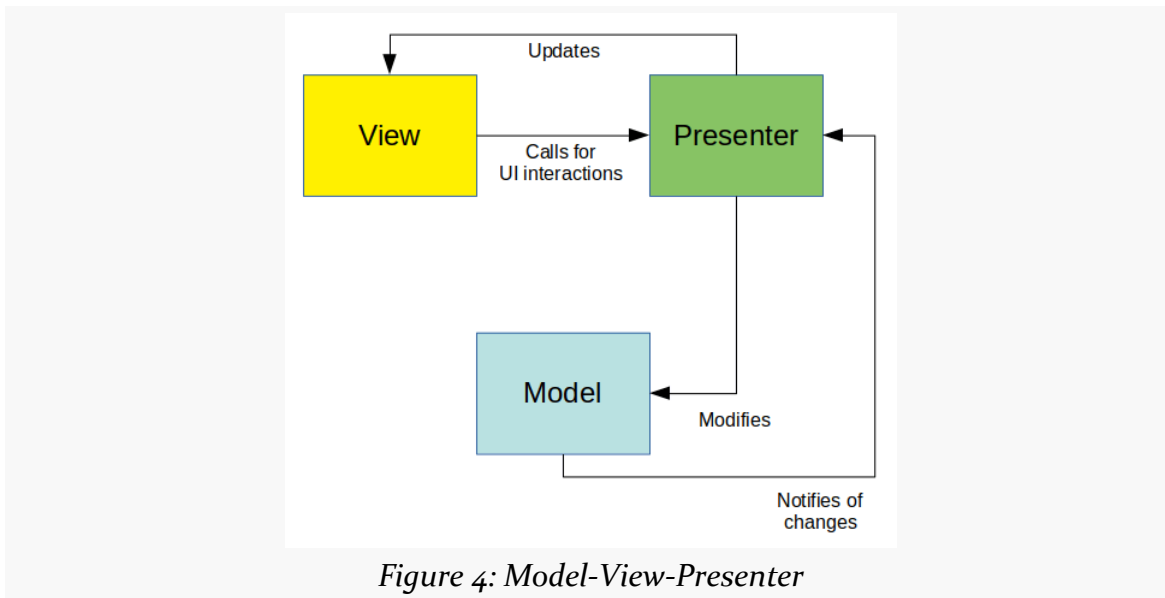 Updates
View
Presenter
Calls for
UI interactions
Model
Modifies
Notifies of
changes
Figure 4: Model-View-Presenter